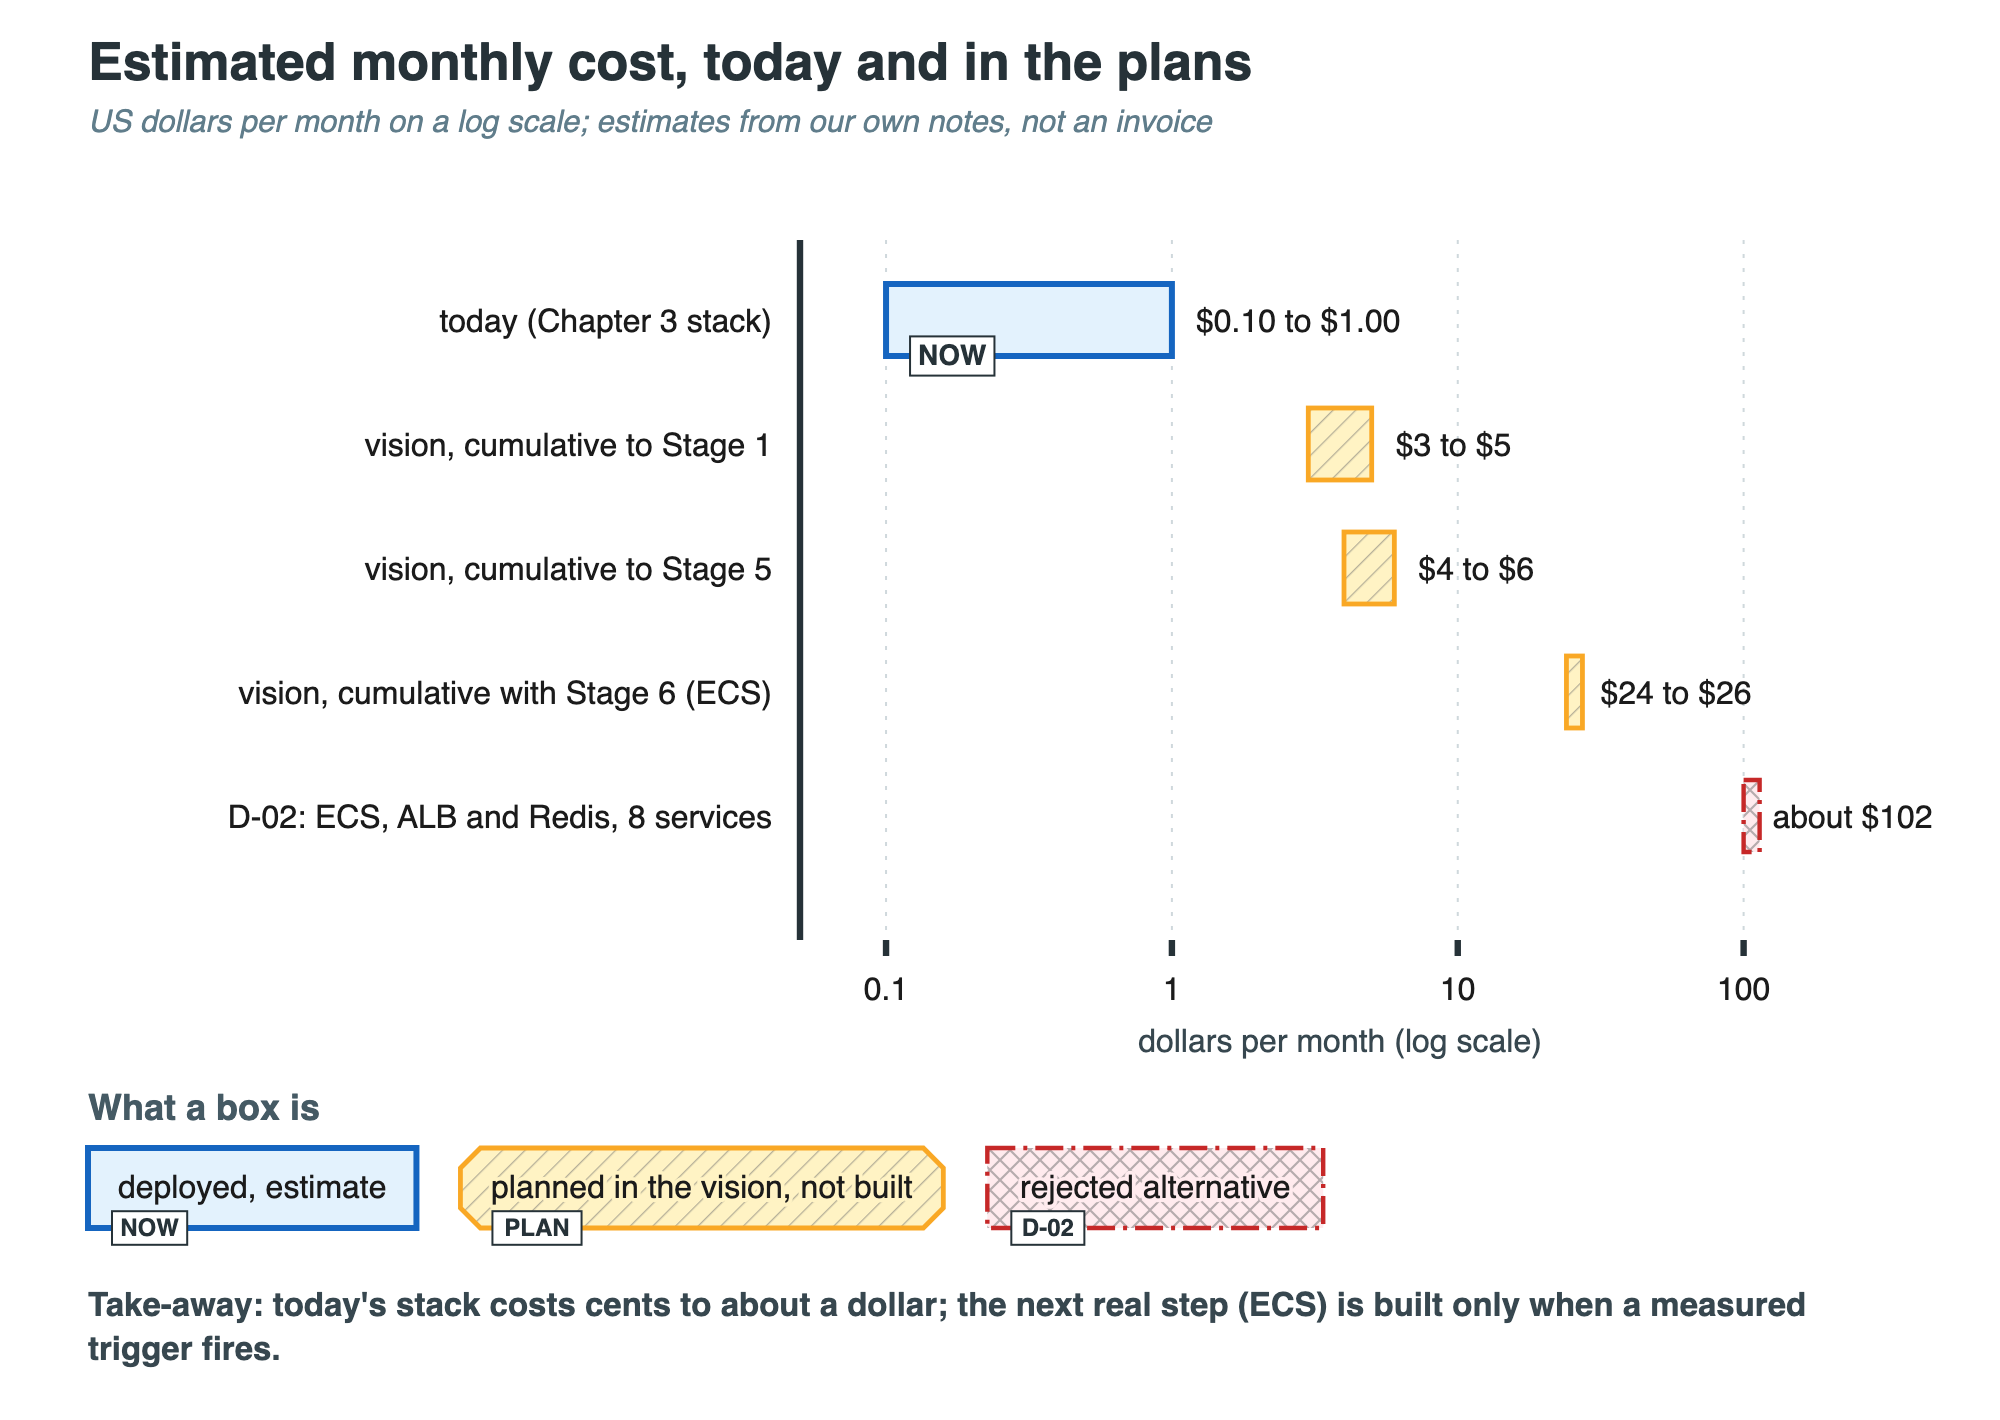 Estimated monthly cost, today and in the plans
US dollars per month on a log scale; estimates from our own notes, not an invoice
today (Chapter 3 stack)
$0.10 to $1.00
NOW
vision, cumulative to Stage 1
$3 to $5
vision, cumulative to Stage 5
$4 to $6
vision, cumulative with Stage 6 (ECS)
$24 to $26
D-02: ECS, ALB and Redis, 8 services
about $102
0.1
1
10
100
dollars per month (log scale)
What a box is
deployed, estimate
NOW
planned in the vision, not built
PLAN
rejected alternative
D-02
Take-away: today's stack costs cents to about a dollar; the next real step (ECS) is built only when a measured
trigger fires.